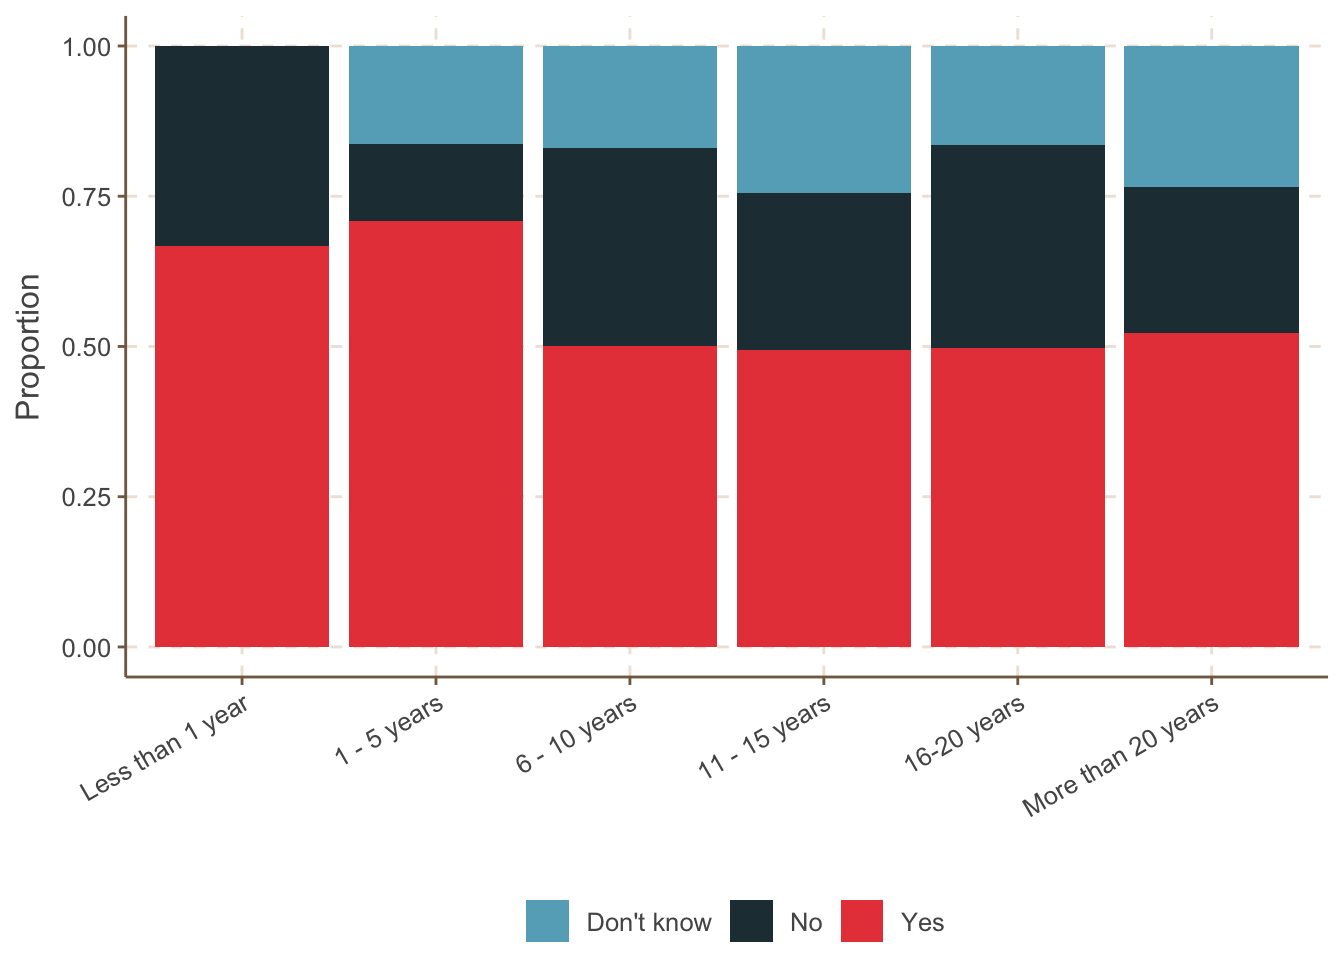 Proportion
1.00
0.75
0.50
0.25
0.00
Less than 1 year
1 - 5 years
6 - 10 years
11 - 15 years
16-20 years
More than 20 years
Don't know
No
Yes